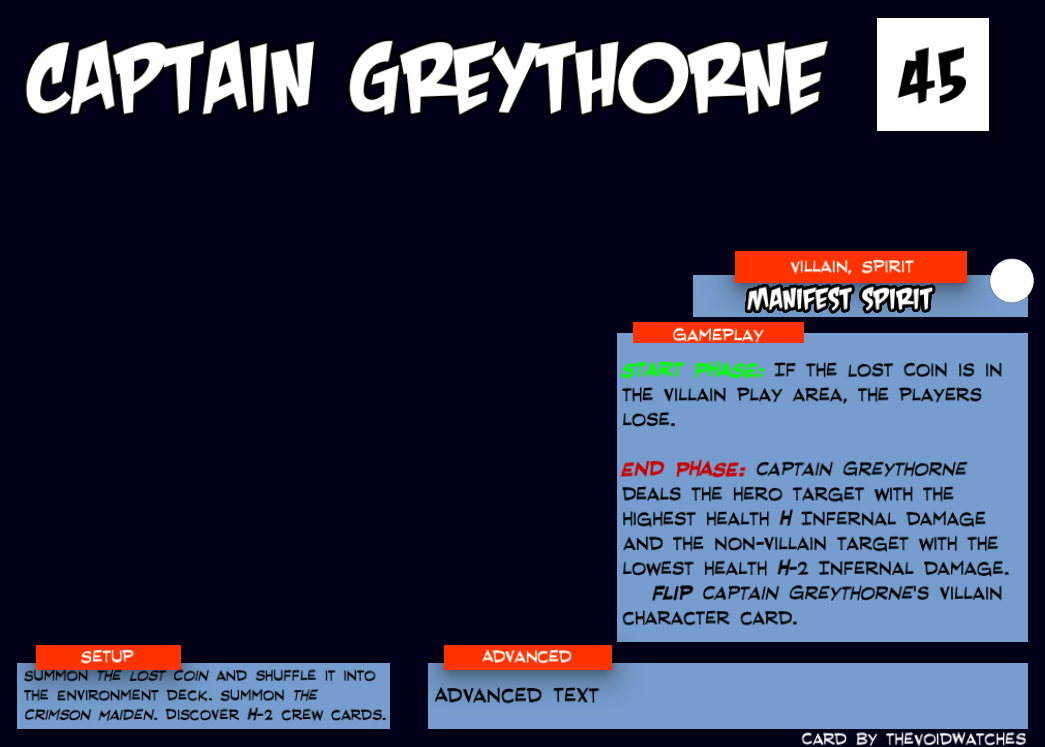 CAPTAIN GREYTHORNE
45
VILLAIN, SPIRIT
MANIFEST SPIRIT
GAMEPLAY
START PHASE: IF THE LOST COIN IS IN
THE VILLAIN PLAY AREA, THE PLAYERS
LOSE.
END PHASE: CAPTAIN GREYTHORNE
DEALS THE HERO TARGET WITH THE
HIGHEST HEALTH H INFERNAL DAMAGE
AND THE NON-VILLAIN TARGET WITH THE
LOWEST HEALTH H-2 INFERNAL DAMAGE.
FLIP CAPTAIN GREYTHORNE'S VILLAIN
CHARACTER CARD.
SETUP
SUMMON THE LOST COIN AND SHUFFLE IT INTO
THE ENVIRONMENT DECK. SUMMON THE
CRIMSON MAIDEN. DISCOVER H-2 CREW CARDS.
ADVANCED
ADVANCED TEXT
CARD BY THEVOIDWATCHES